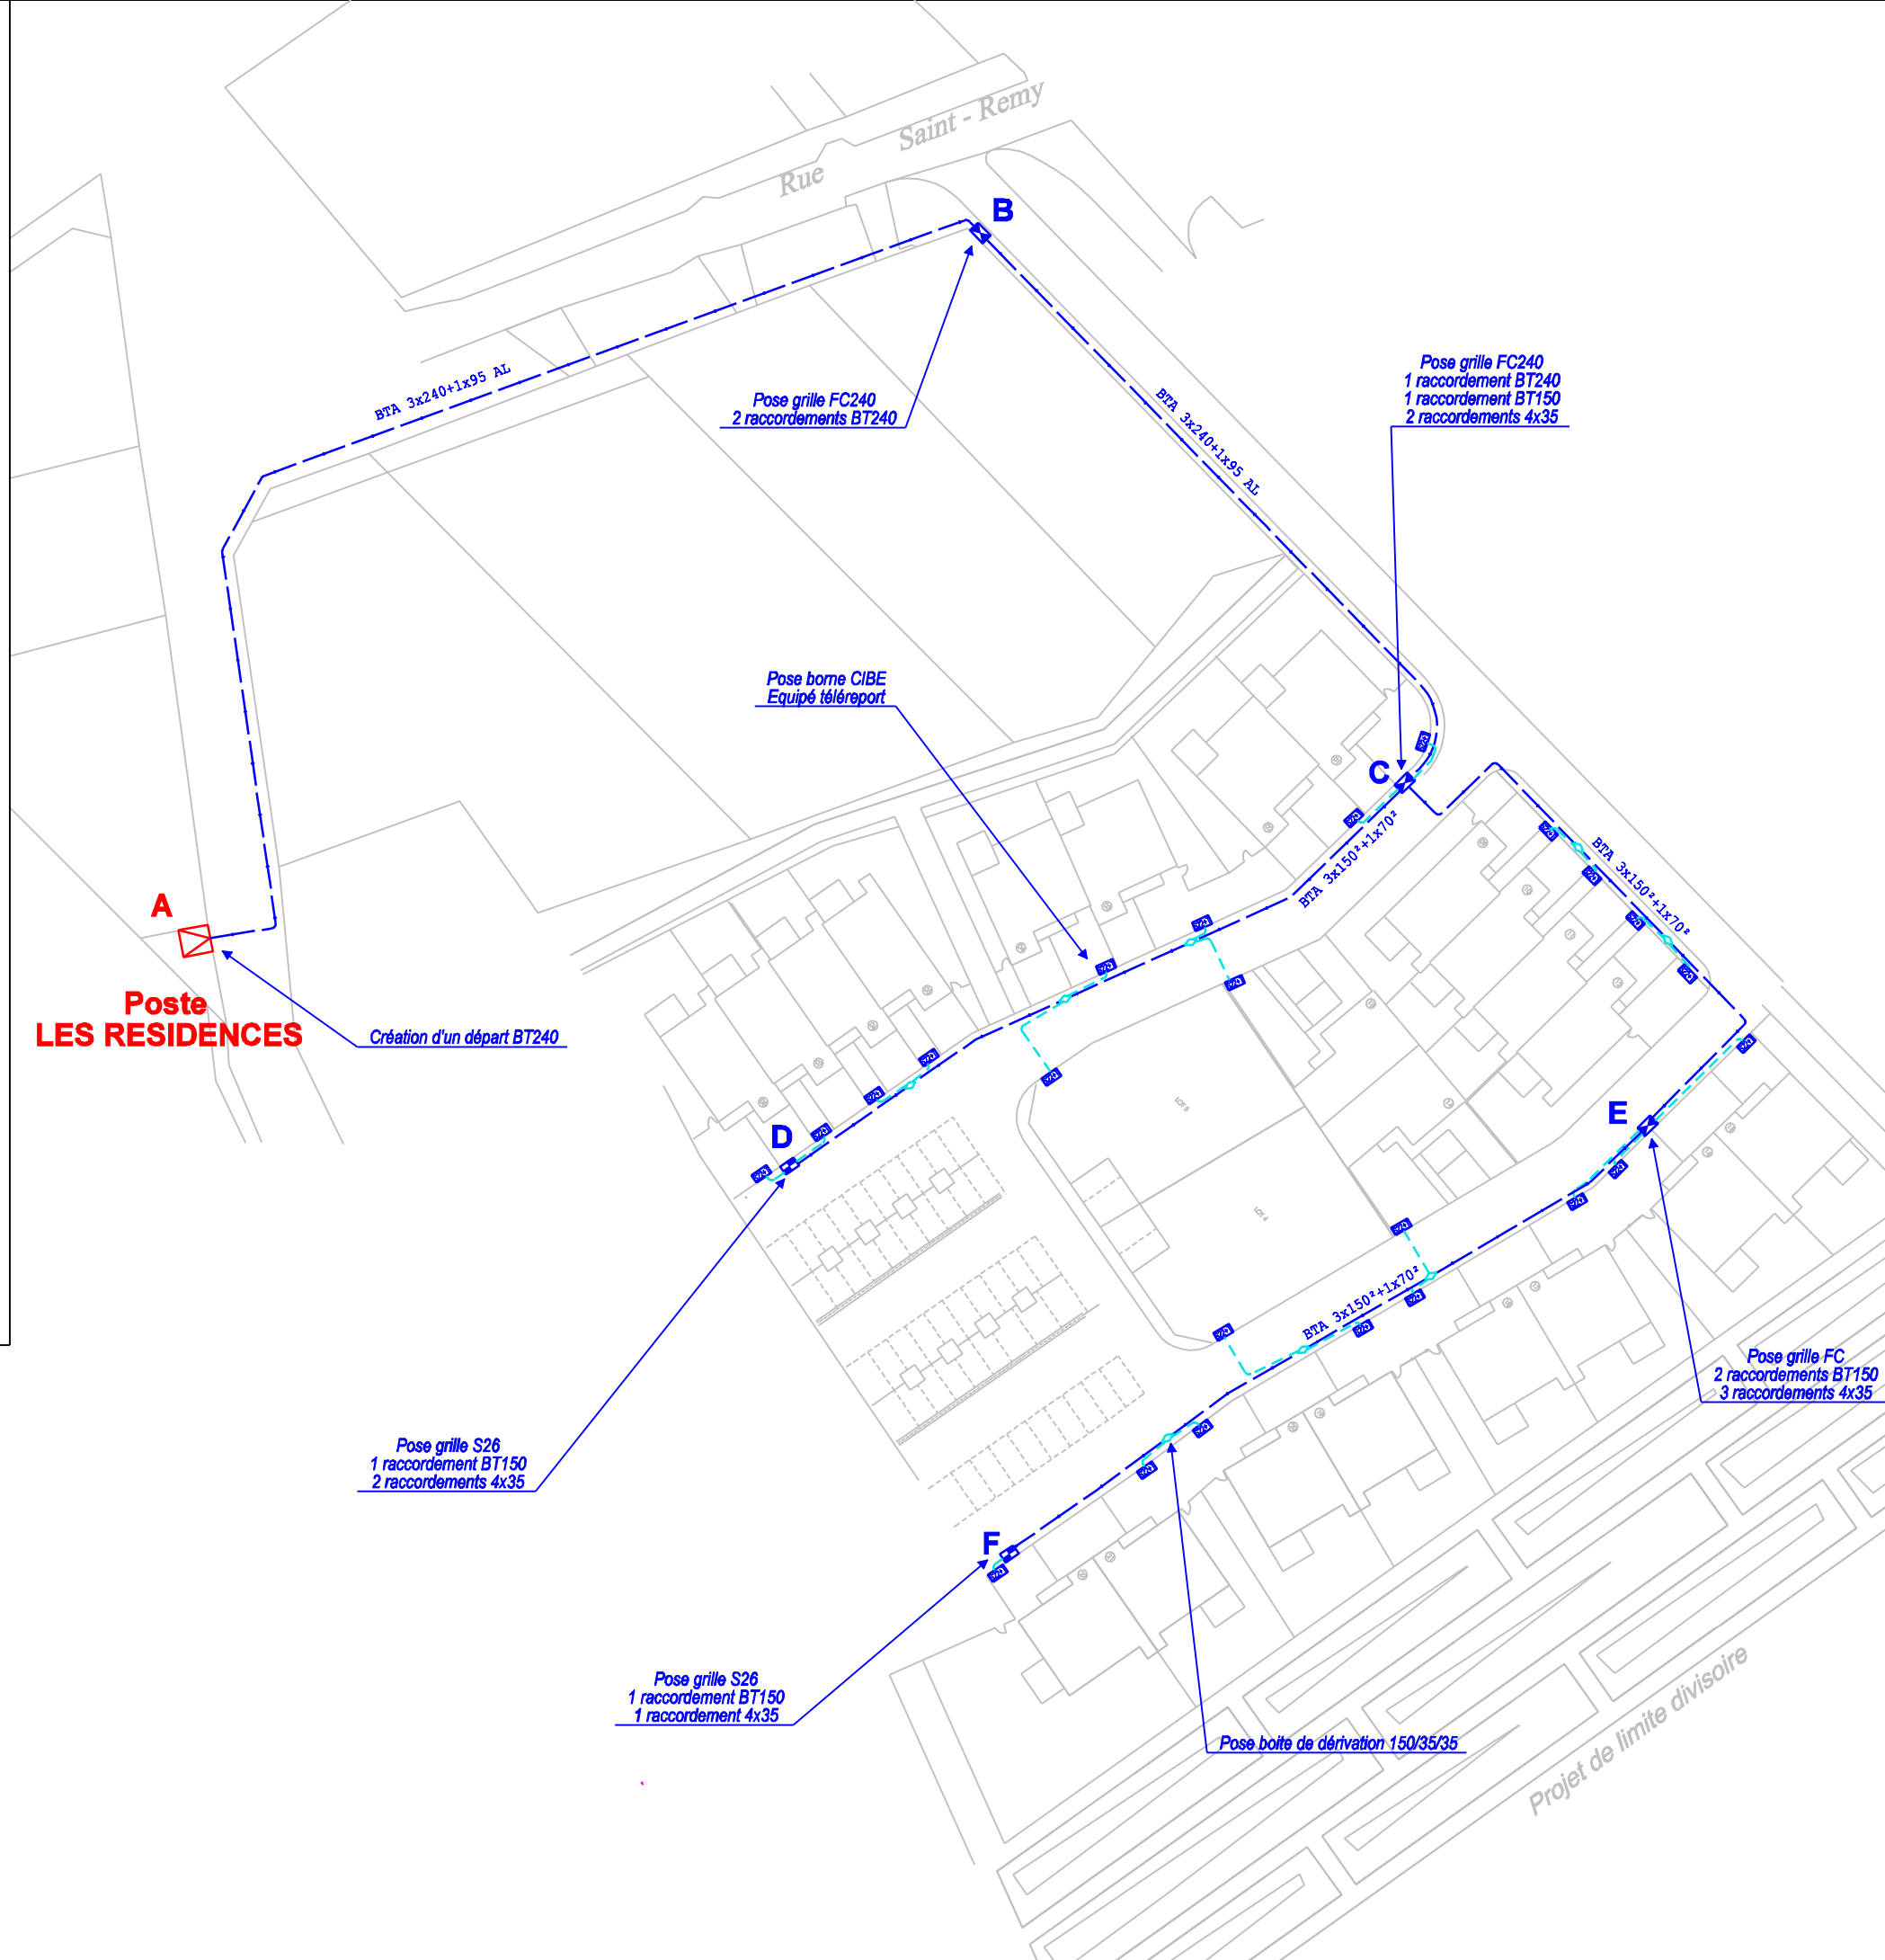 Rue Saint - Remy
B
Pose grille FC240
1 raccordement BT240
1 raccordement BT150
2 raccordements 4x35
BTA 3x240+1x95 AL
Pose grille FC240
2 raccordements BT240
BTA 3x240+1x95 AL
Pose borne CIBE
Equipé téléreport
C
BTA 3x150²+1x70²
BTA 3x150²+1x70²
A
Poste
LES RESIDENCES
Création d'un départ BT240
D
E
LOT 3
LOT 4
BTA 3x150²+1x70²
Pose grille FC
2 raccordements BT150
3 raccordements 4x35
Pose grille S26
1 raccordement BT150
2 raccordements 4x35
F
Pose grille S26
1 raccordement BT150
1 raccordement 4x35
Pose boite de dérivation 150/35/35
Projet de limite divisoire